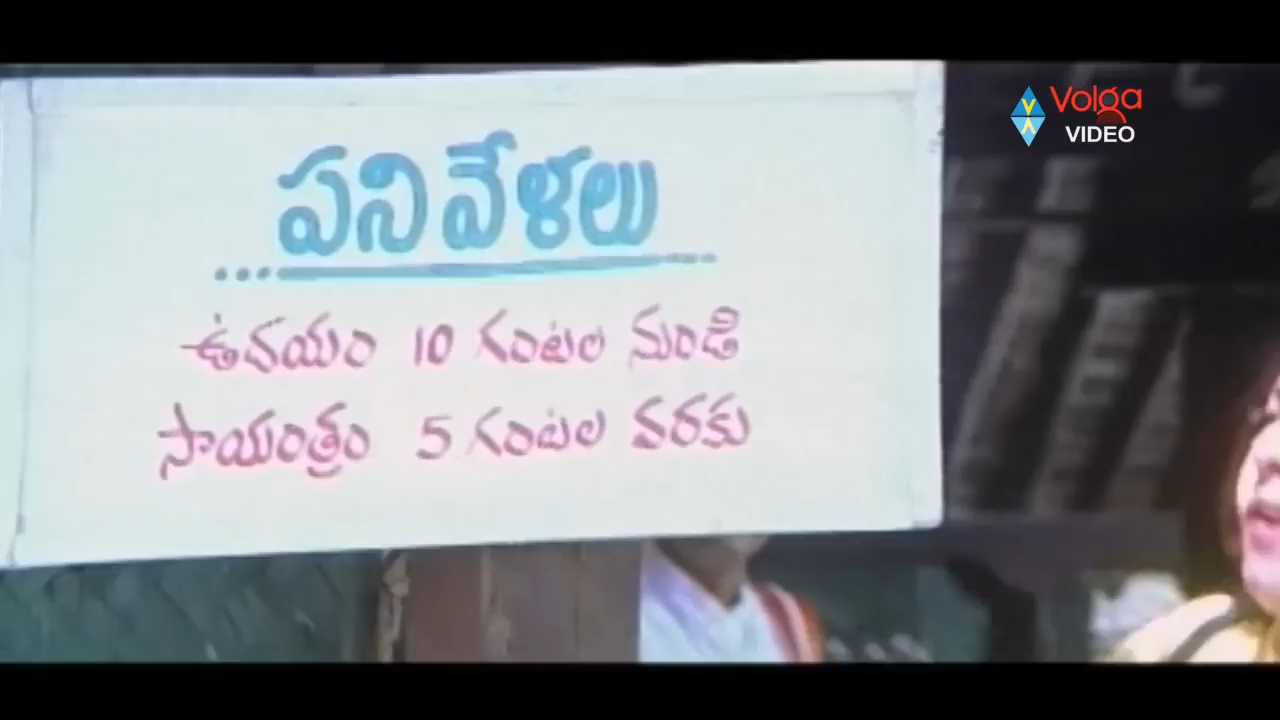 పని వేళలు
ఉదయం 10 గంటల నుండి
సాయంత్రం 5 గంటల వరకు
Volga
VIDEO